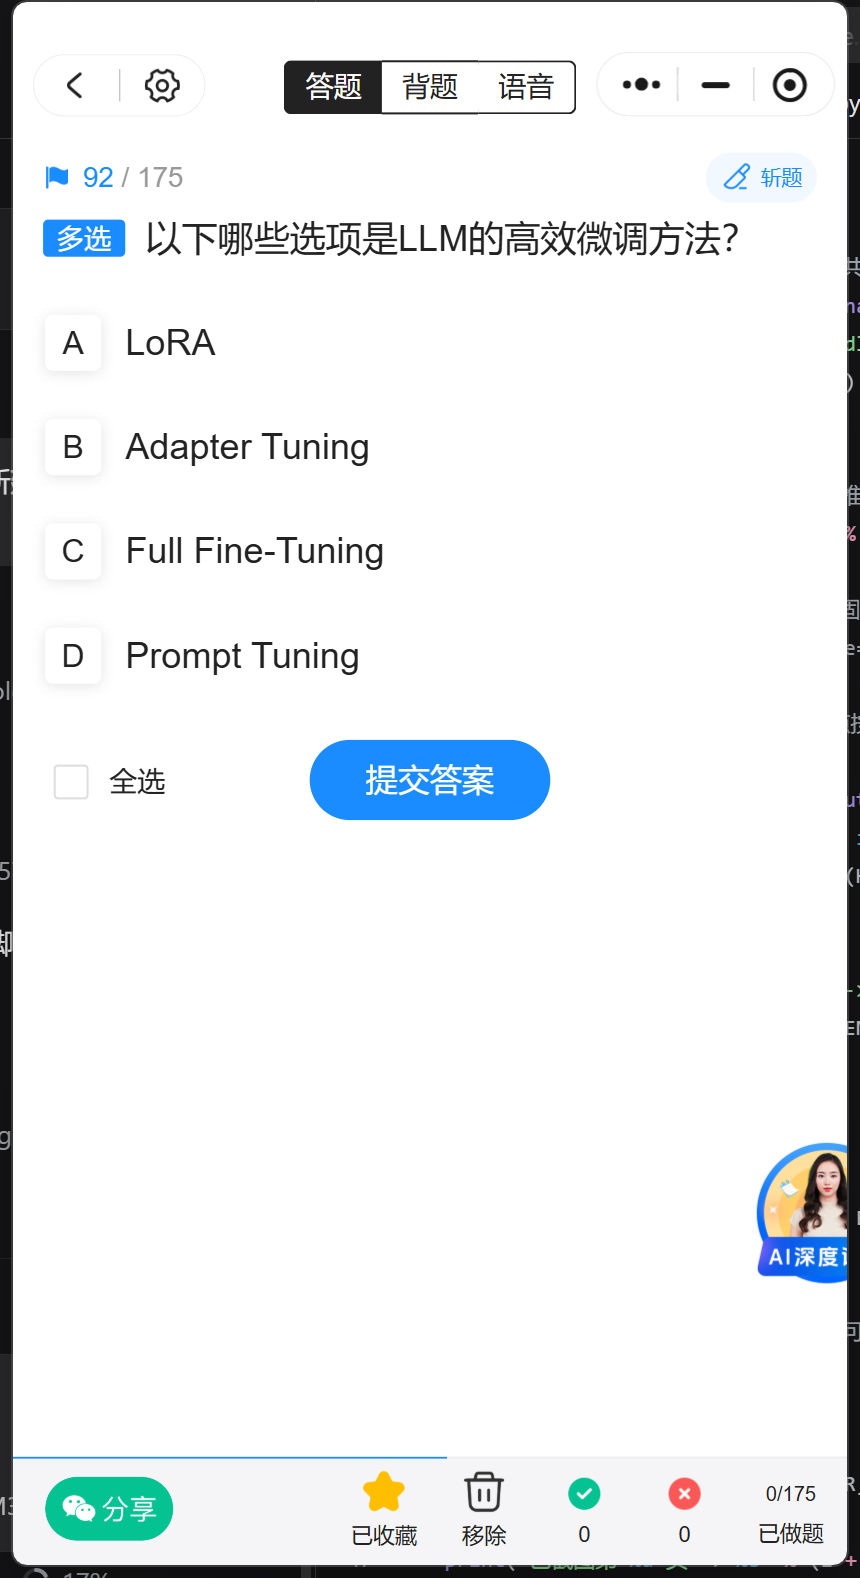 答题 背题 语音
92 / 175
斩题
多选 以下哪些选项是LLM的高效微调方法?
A LoRA
B Adapter Tuning
C Full Fine-Tuning
D Prompt Tuning
全选 提交答案
AI深度
分享
已收藏
移除
0
0
0/175
已做题
17%